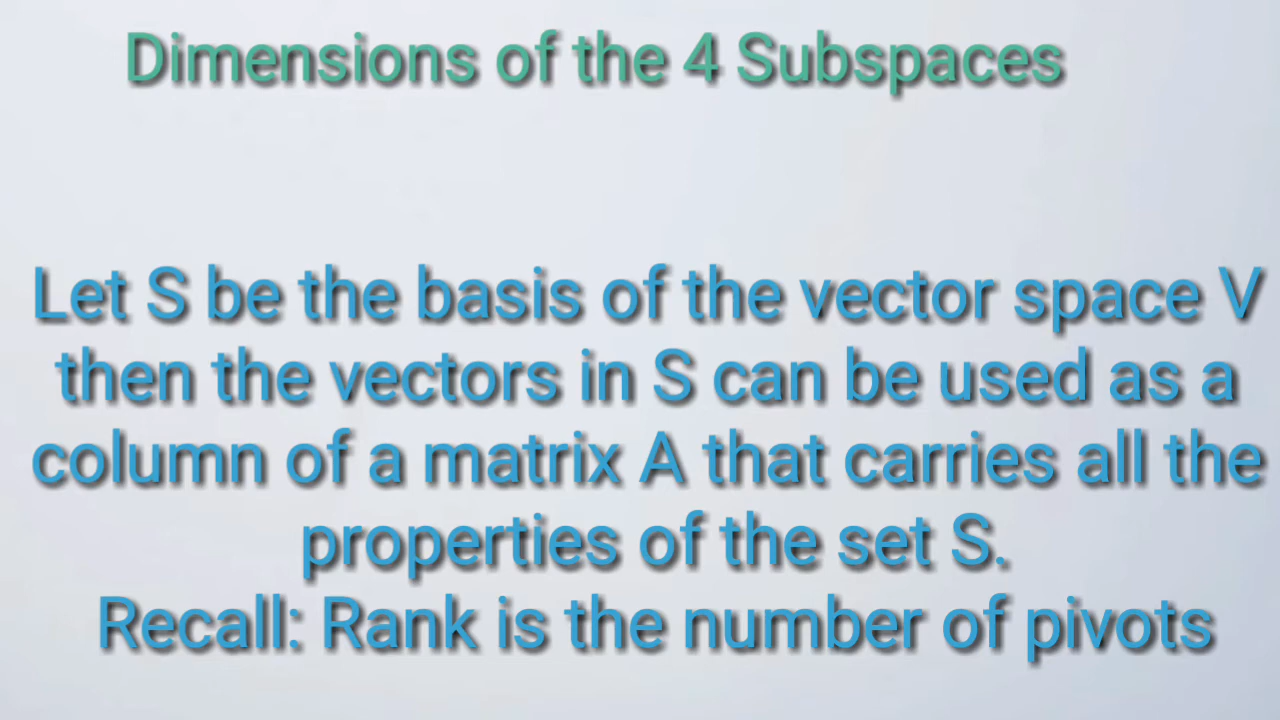 Dimensions of the 4 Subspaces
Let S be the basis of the vector space V
then the vectors in S can be used as a
column of a matrix A that carries all the
properties of the set S.
Recall: Rank is the number of pivots